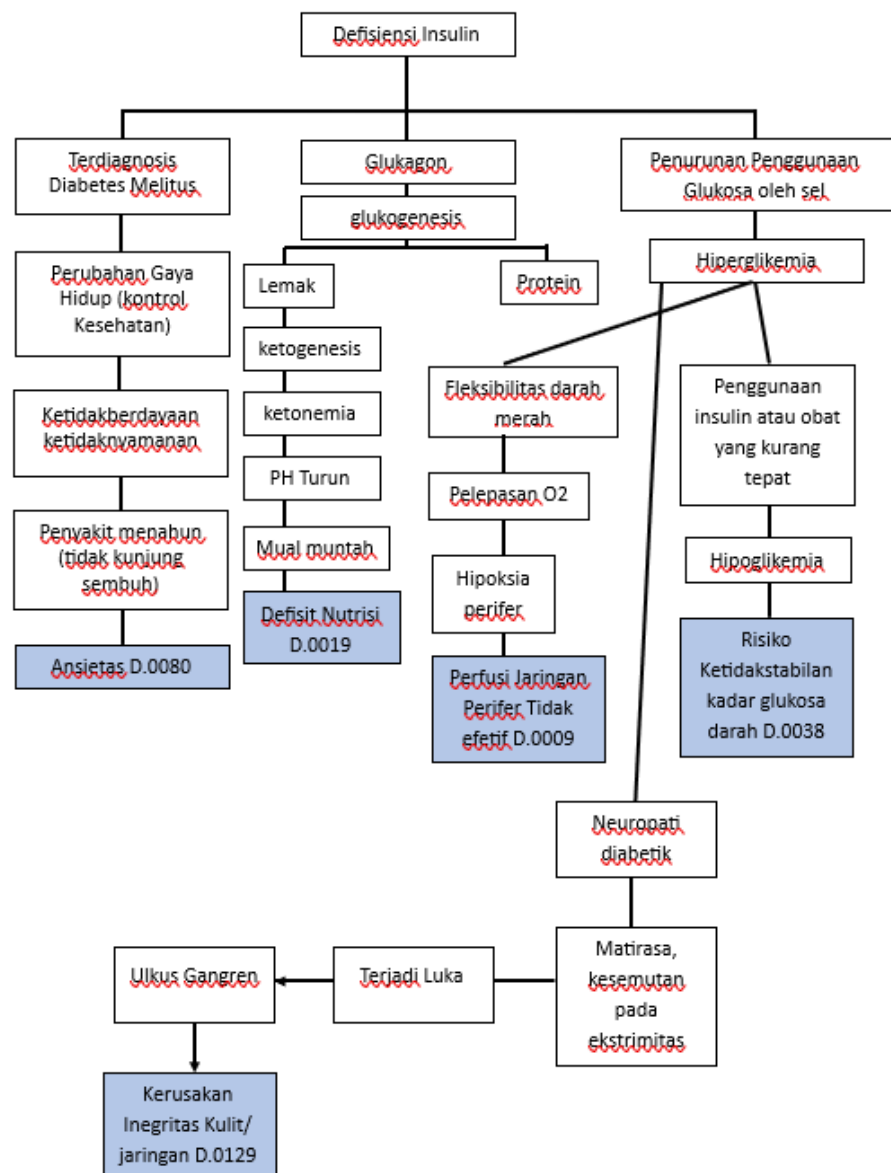 Defisiensi Insulin
Terdiagnosis
Diabetes Melitus
Glukagon
Penurunan Penggunaan
Glukosa oleh sel
glukogenesis
Perubahan Gaya
Hidup (kontrol
Kesehatan)
Lemak
Protein
Hiperglikemia
ketogenesis
Fleksibilitas darah
merah
Penggunaan
insulin atau obat
yang kurang
tepat
Ketidakberdayaan
ketidaknyamanan
ketonemia
PH Turun
Pelepasan O2
Penyakit menahun
(tidak kunjung
sembuh)
Mual muntah
Hipoksia
perifer
Hipoglikemia
Defisit Nutrisi
D.0019
Ansietas D.0080
Perfusi Jaringan
Perifer Tidak
efetif D.0009
Risiko
Ketidakstabilan
kadar glukosa
darah D.0038
Neuropati
diabetik
Matirasa,
kesemutan
pada
ekstrimitas
Terjadi Luka
Ulkus Gangren
Kerusakan
Inegritas Kulit/
jaringan D.0129